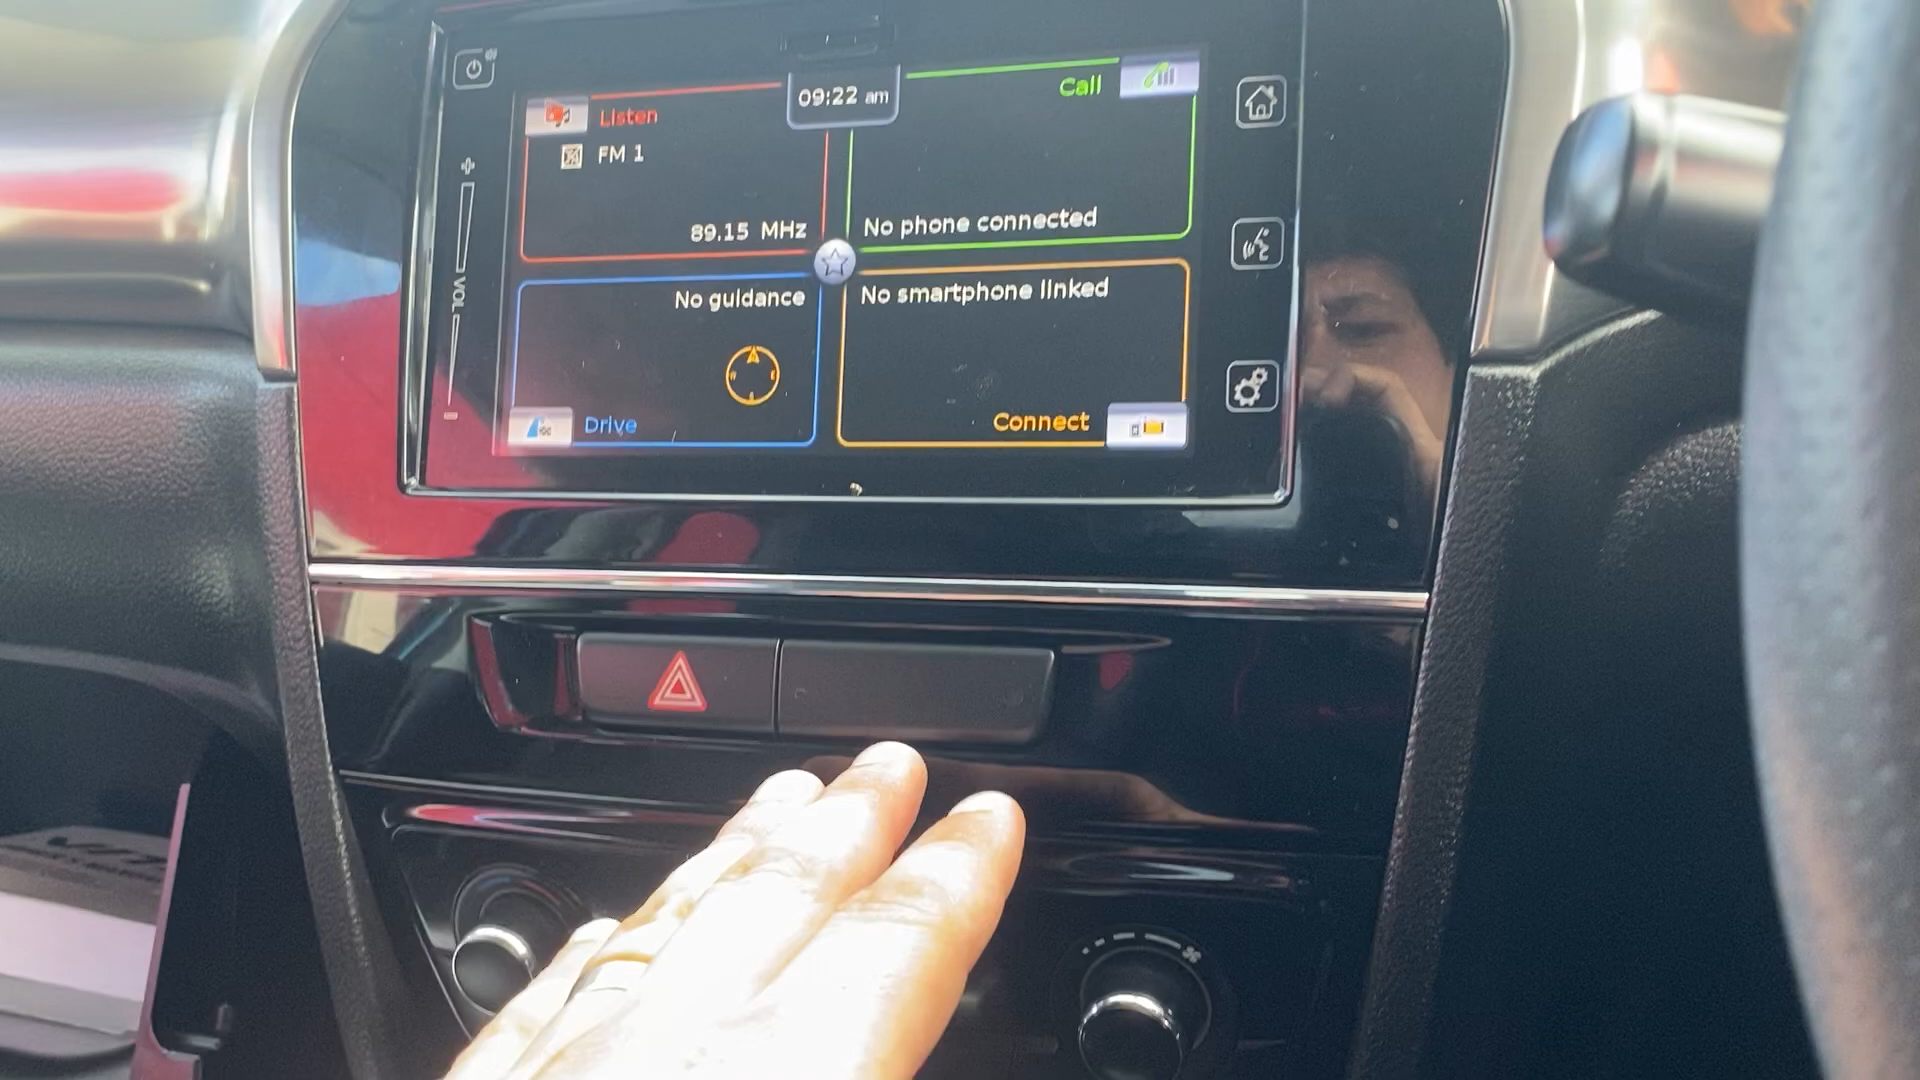 09:22 am
Listen
FM 1
89.15 MHz
Call
No phone connected
No guidance
Drive
No smartphone linked
Connect
VOL